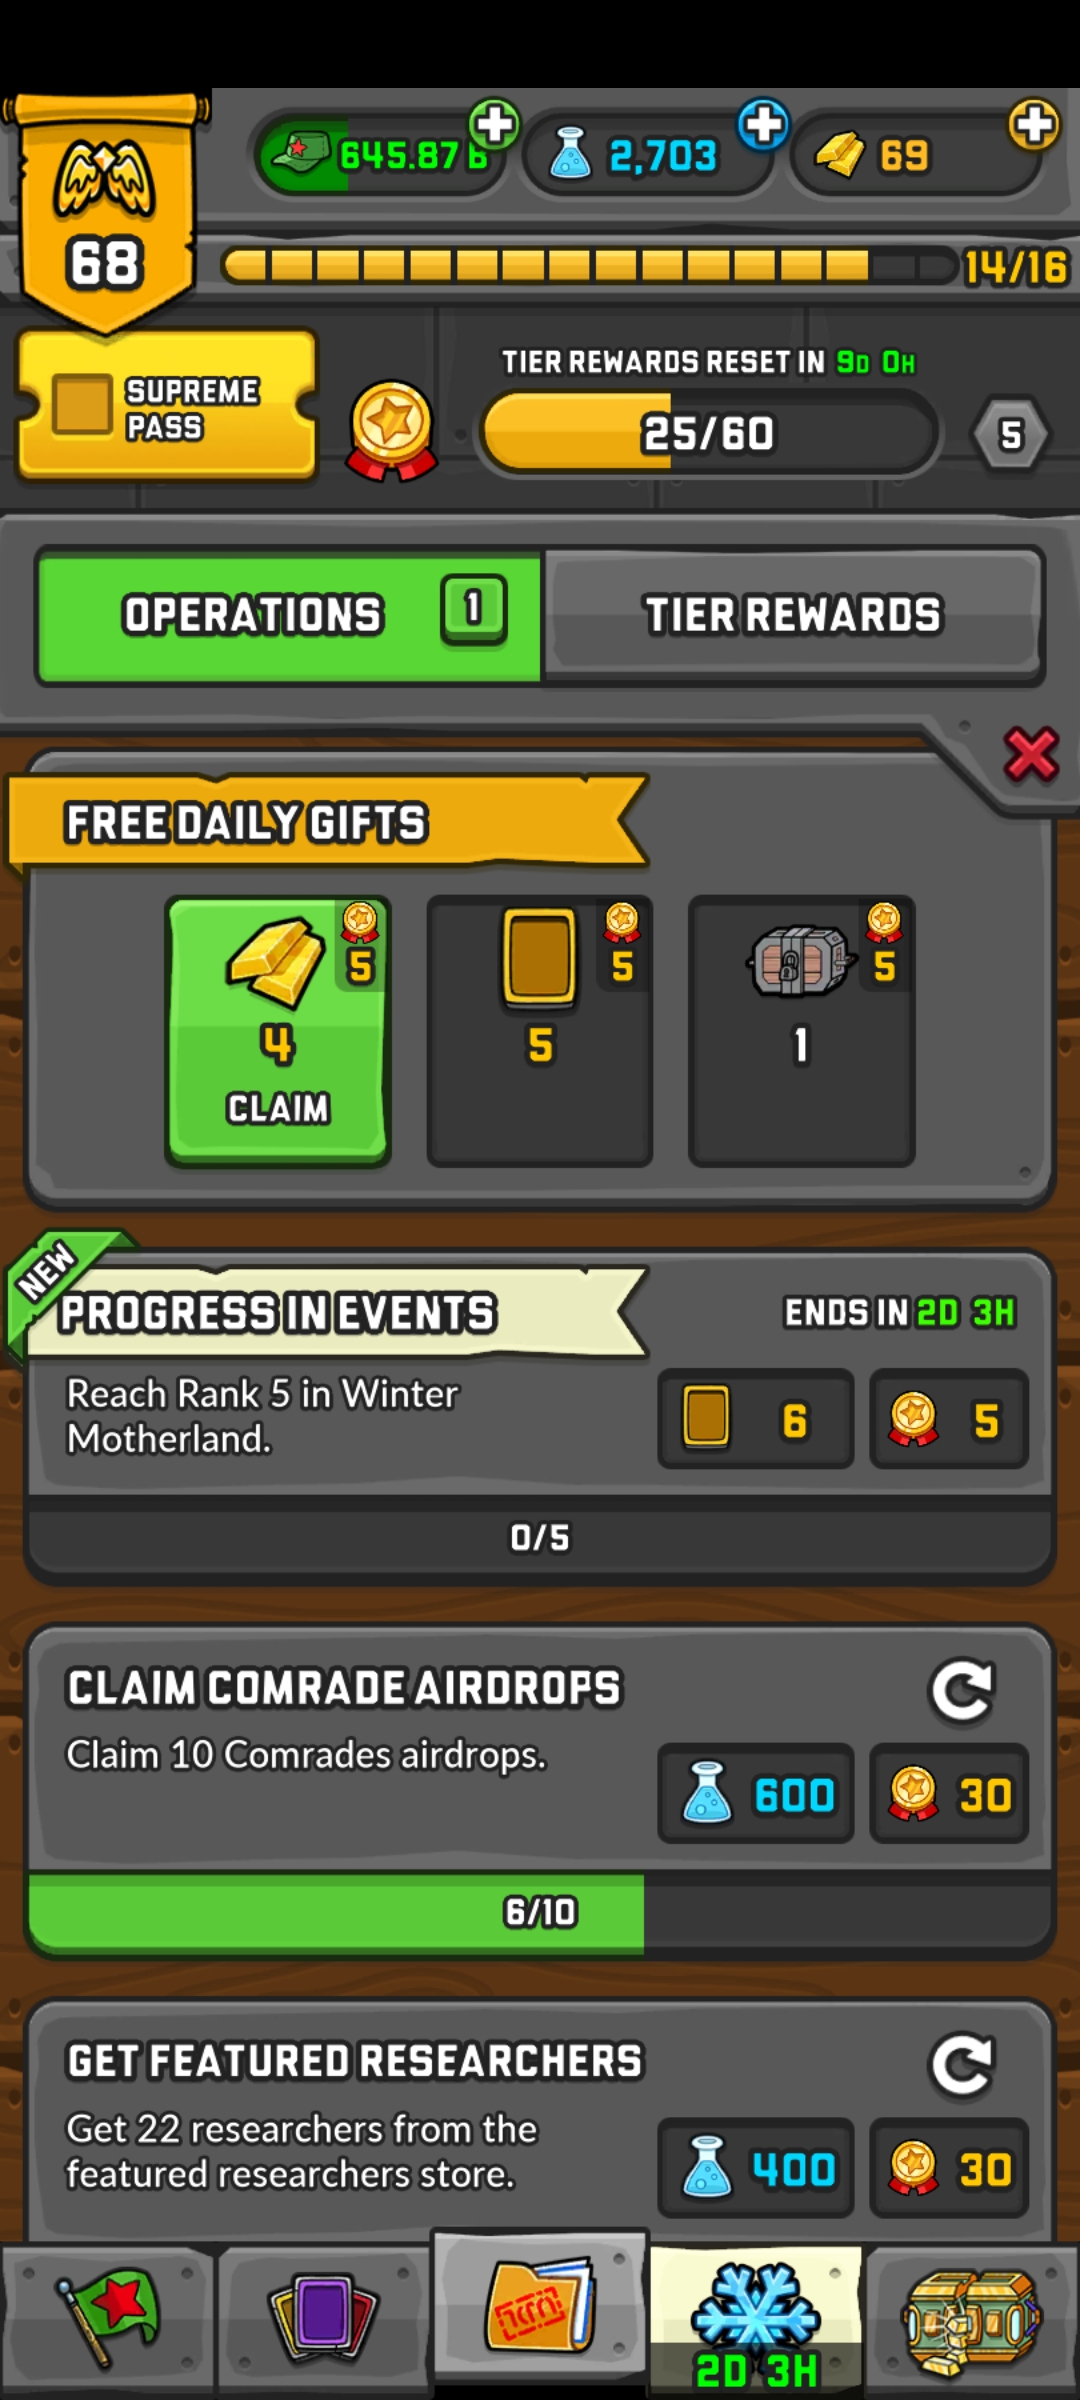 645.87 B
2,703
69
68
14/16
SUPREME
PASS
TIER REWARDS RESET IN 9D 0H
25/60
5
OPERATIONS
1
TIER REWARDS
FREE DAILY GIFTS
5
4
CLAIM
5
5
5
1
NEW
PROGRESS IN EVENTS
ENDS IN 2D 3H
Reach Rank 5 in Winter
Motherland.
6
5
0/5
CLAIM COMRADE AIRDROPS
Claim 10 Comrades airdrops.
600
30
6/10
GET FEATURED RESEARCHERS
Get 22 researchers from the
featured researchers store.
400
30
2D 3H